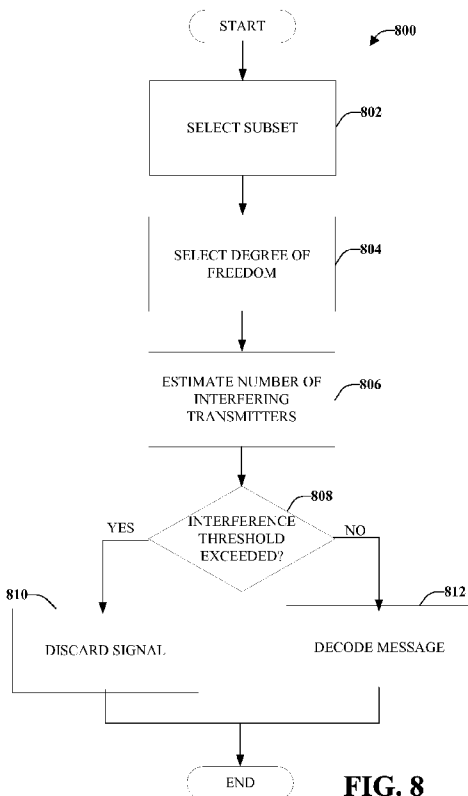 START
800
SELECT SUBSET
802
SELECT DEGREE OF
FREEDOM
804
ESTIMATE NUMBER OF
INTERFERING
TRANSMITTERS
806
808
YES
INTERFERENCE
THRESHOLD
EXCEEDED?
NO
810
DISCARD SIGNAL
812
DECODE MESSAGE
END
FIG. 8